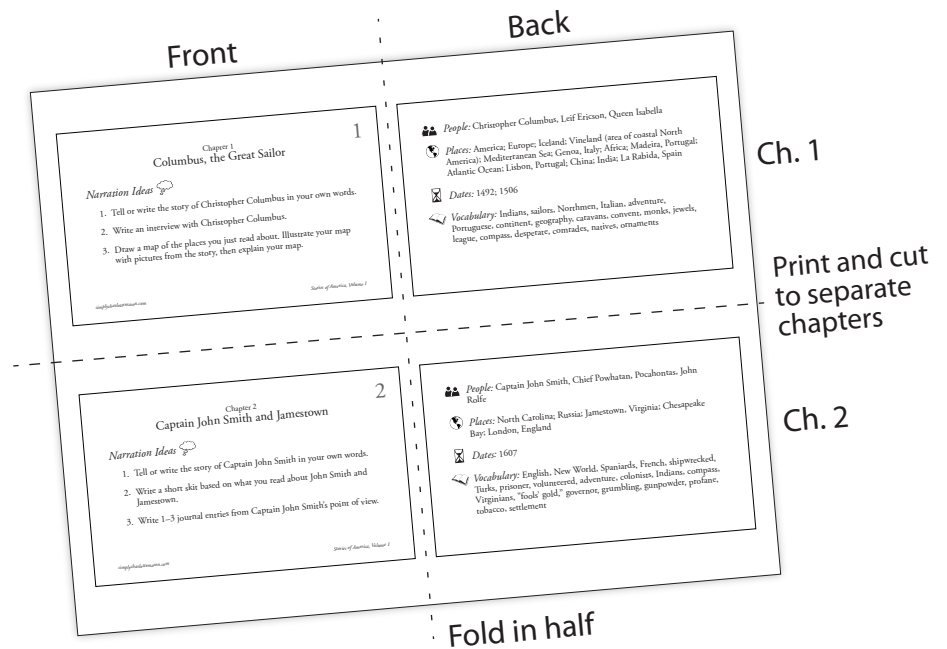 Front
Back
1
Chapter 1
Columbus, the Great Sailor
Narration Ideas
1. Tell or write the story of Christopher Columbus in your own words.
2. Write an interview with Christopher Columbus.
3. Draw a map of the places you just read about. Illustrate your map
with pictures from the story, then explain your map.
simplycharlottemason.com
Stories of America, Volume 1
People: Christopher Columbus, Leif Ericson, Queen Isabella
Places: America; Europe; Iceland; Vineland (area of coastal North
America); Mediterranean Sea; Genoa, Italy; Africa; Madeira, Portugal;
Atlantic Ocean; Lisbon, Portugal; China; India; La Rabida, Spain
Dates: 1492; 1506
Vocabulary: Indians, sailors, Northmen, Italian, adventure,
Portuguese, continent, geography, caravans, convent, monks, jewels,
league, compass, desperate, comrades, natives, ornaments
Ch. 1
Print and cut
to separate
chapters
2
Chapter 2
Captain John Smith and Jamestown
Narration Ideas
1. Tell or write the story of Captain John Smith in your own words.
2. Write a short skit based on what you read about John Smith and
Jamestown.
3. Write 1–3 journal entries from Captain John Smith's point of view.
simplycharlottemason.com
Stories of America, Volume 1
People: Captain John Smith, Chief Powhatan, Pocahontas, John
Rolfe
Places: North Carolina; Russia; Jamestown, Virginia; Chesapeake
Bay; London, England
Dates: 1607
Vocabulary: English, New World, Spaniards, French, shipwrecked,
Turks, prisoner, volunteered, adventure, colonists, Indians, compass,
Virginians, "fools' gold," governor, grumbling, gunpowder, profane,
tobacco, settlement
Ch. 2
Fold in half